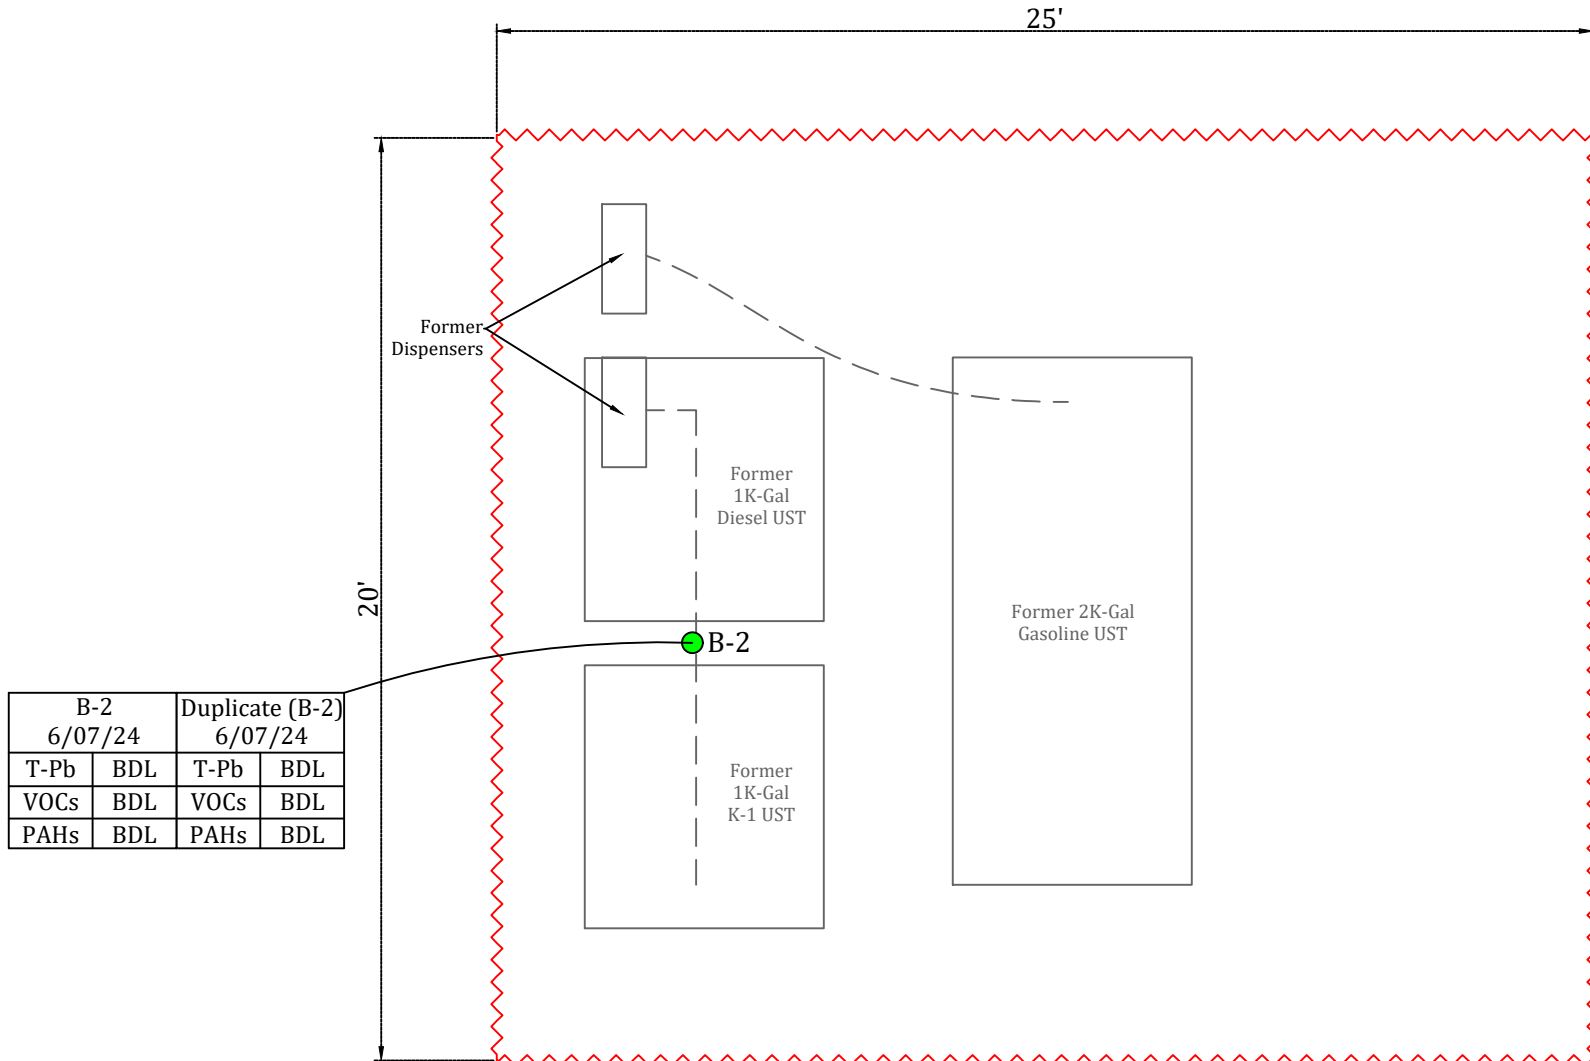 25'
Former
Dispensers
Former
1K-Gal
Diesel UST
20'
Former 2K-Gal
Gasoline UST
B-2
B-2 Duplicate (B-2)
6/07/24 6/07/24
T-Pb BDL T-Pb BDL
VOCs BDL VOCs BDL
PAHs BDL PAHs BDL
Former
1K-Gal
K-1 UST